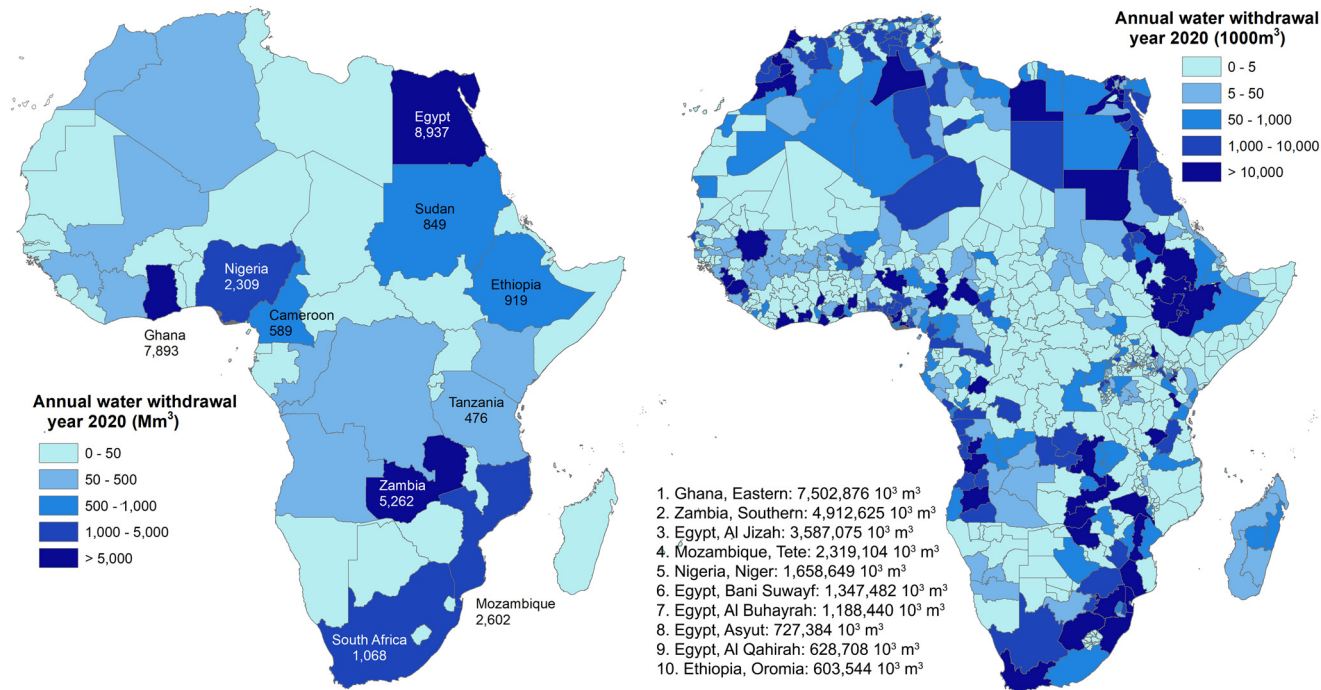 Egypt
8,937
Sudan
849
Nigeria
2,309
Ethiopia
919
Cameroon
589
Ghana
7,893
Tanzania
476
Zambia
5,262
Mozambique
2,602
South Africa
1,068
Annual water withdrawal
year 2020 (Mm³)
0 - 50
50 - 500
500 - 1,000
1,000 - 5,000
> 5,000
Annual water withdrawal
year 2020 (1000m³)
0 - 5
5 - 50
50 - 1,000
1,000 - 10,000
> 10,000
1. Ghana, Eastern: 7,502,876 10³ m³
2. Zambia, Southern: 4,912,625 10³ m³
3. Egypt, Al Jizah: 3,587,075 10³ m³
4. Mozambique, Tete: 2,319,104 10³ m³
5. Nigeria, Niger: 1,658,649 10³ m³
6. Egypt, Bani Suwayf: 1,347,482 10³ m³
7. Egypt, Al Buhayrah: 1,188,440 10³ m³
8. Egypt, Asyut: 727,384 10³ m³
9. Egypt, Al Qahirah: 628,708 10³ m³
10. Ethiopia, Oromia: 603,544 10³ m³